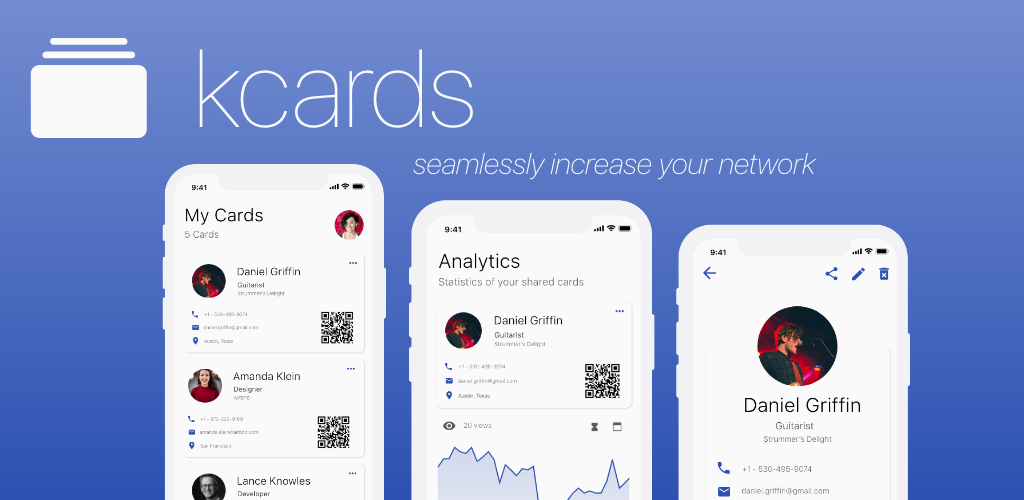 kcards
seamlessly increase your network
9:41
My Cards
5 Cards
Daniel Griffin
Guitarist
Strummer's Delight
+1 - 530-495-9074
daniel.griffin@gmail.com
Austin, Texas
Amanda Klein
Designer
Airbnb
amanda.klein@airbnb.com
San Francisco
Lance Knowles
Developer
9:41
Analytics
Statistics of your shared cards
Daniel Griffin
Guitarist
Strummer's Delight
+1 - 530-495-9074
daniel.griffin@gmail.com
Austin, Texas
20 views
9:41
Daniel Griffin
Guitarist
Strummer's Delight
+1 - 530-495-9074
daniel.griffin@gmail.com